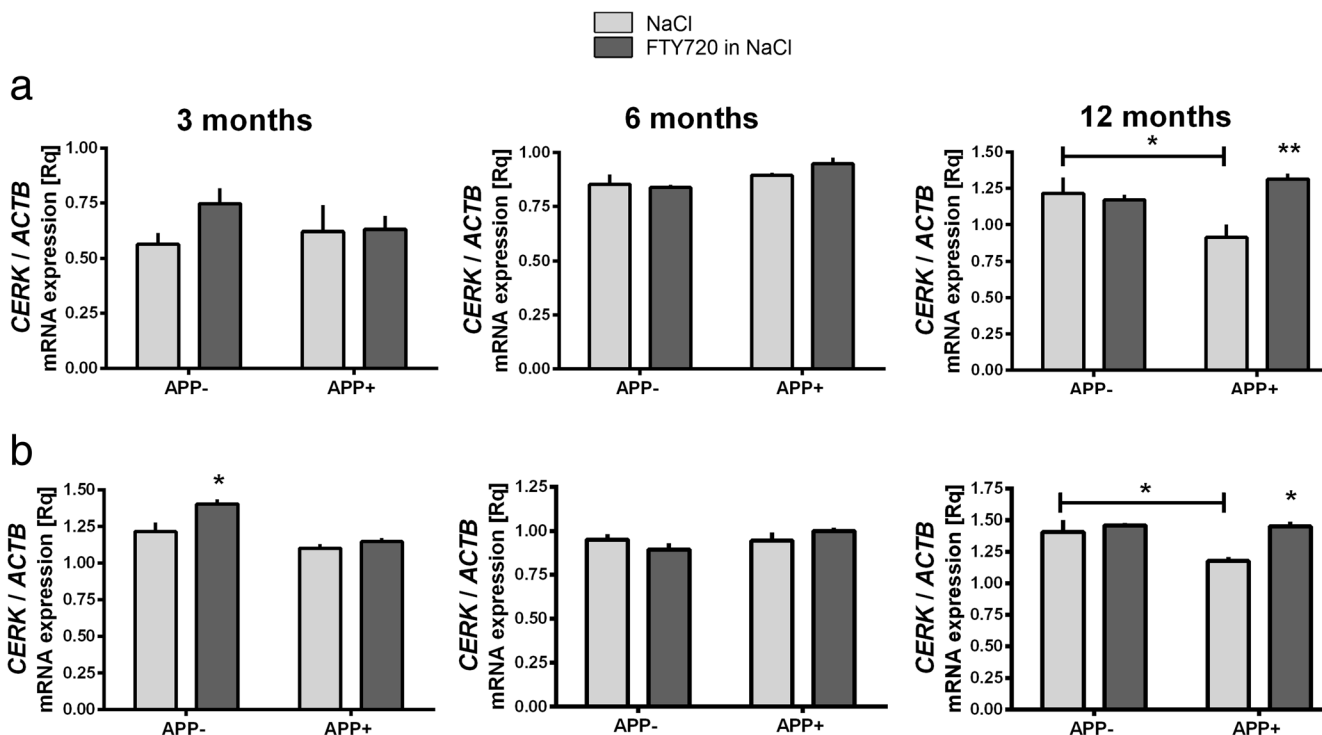 NaCl
FTY720 in NaCl
a
3 months
6 months
12 months
CERK / ACTB
mRNA expression [Rq]
1.00
0.75
0.50
0.25
0.00
APP-
APP+
CERK / ACTB
mRNA expression [Rq]
1.00
0.75
0.50
0.25
0.00
APP-
APP+
CERK / ACTB
mRNA expression [Rq]
1.50
1.25
1.00
0.75
0.50
0.25
0.00
*
**
APP-
APP+
b
CERK / ACTB
mRNA expression [Rq]
1.50
1.25
1.00
0.75
0.50
0.25
0.00
*
APP-
APP+
CERK / ACTB
mRNA expression [Rq]
1.25
1.00
0.75
0.50
0.25
0.00
APP-
APP+
CERK / ACTB
mRNA expression [Rq]
1.75
1.50
1.25
1.00
0.75
0.50
0.25
0.00
*
*
APP-
APP+